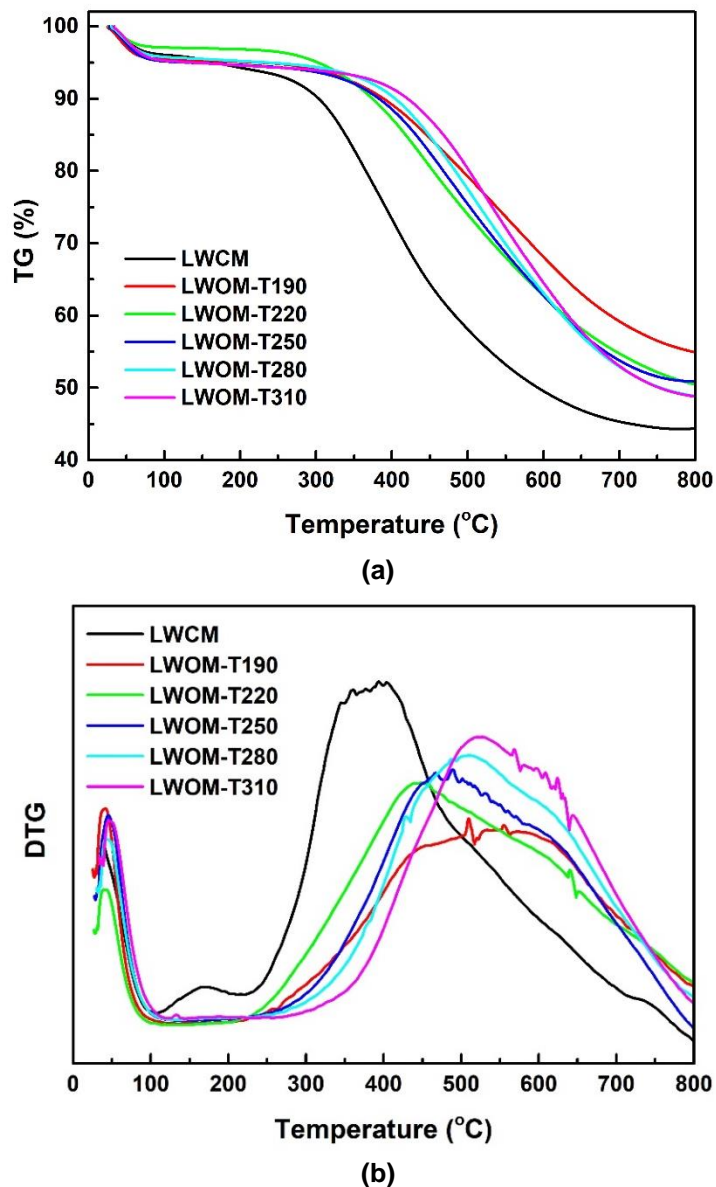 100
90
80
70
60
50
40
TG (%)
LWCM
LWOM-T190
LWOM-T220
LWOM-T250
LWOM-T280
LWOM-T310
0 100 200 300 400 500 600 700 800
Temperature (°C)
(a)
DTG
LWCM
LWOM-T190
LWOM-T220
LWOM-T250
LWOM-T280
LWOM-T310
0 100 200 300 400 500 600 700 800
Temperature (°C)
(b)